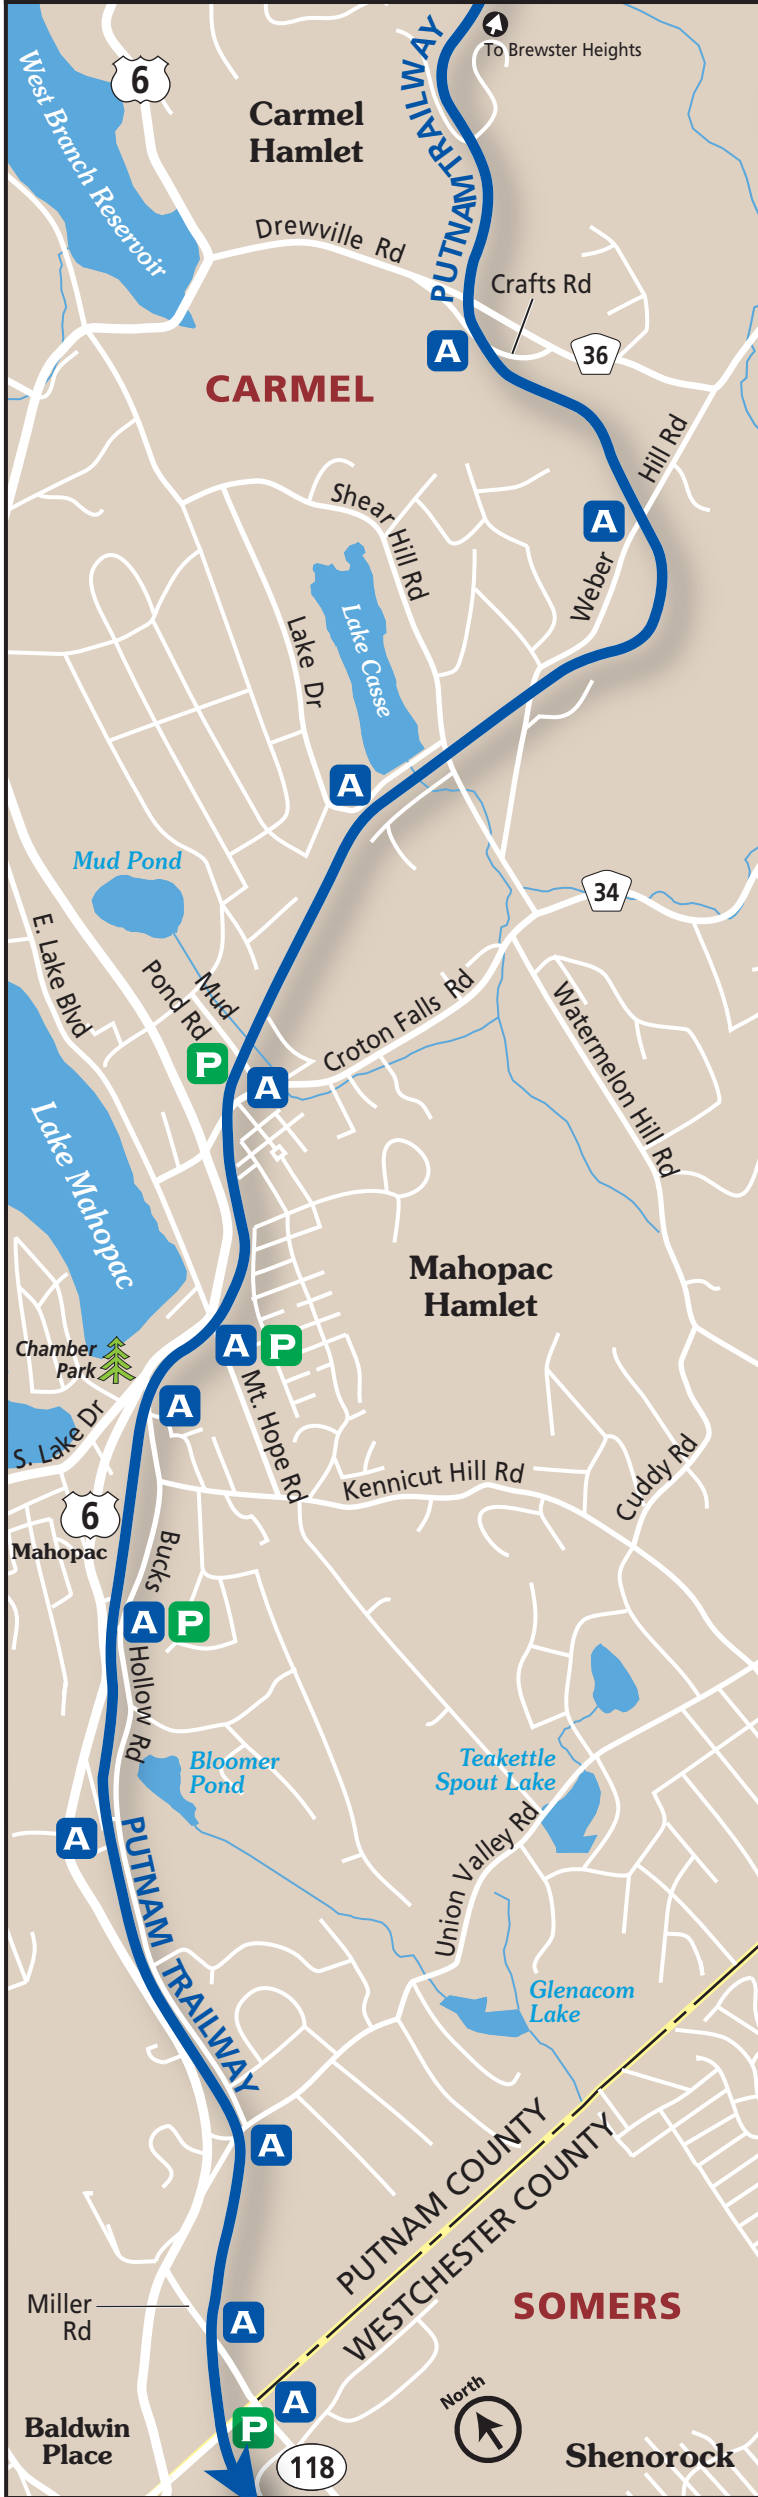 To Brewster Heights
6
PUTNAM TRAILWAY
West Branch Reservoir
Carmel
Hamlet
Drewville Rd
Crafts Rd
A
36
CARMEL
Hill Rd
Shear Hill Rd
A
Weber
Lake Casse
Lake Dr
A
Mud Pond
34
E. Lake Blvd
Mud
Pond Rd
Croton Falls Rd
Watermelon Hill Rd
P
A
Lake Mahopac
Mahopac
Hamlet
Chamber
Park
A
P
Mt. Hope Rd
A
S. Lake Dr
Kennicut Hill Rd
Cuddy Rd
6
Mahopac
Bucks
A
P
Hollow Rd
Bloomer
Pond
Teakettle
Spout Lake
A
Union Valley Rd
PUTNAM TRAILWAY
Glenacom
Lake
A
PUTNAM COUNTY
WESTCHESTER COUNTY
Miller
Rd
A
SOMERS
A
North
P
Baldwin
Place
118
Shenorock